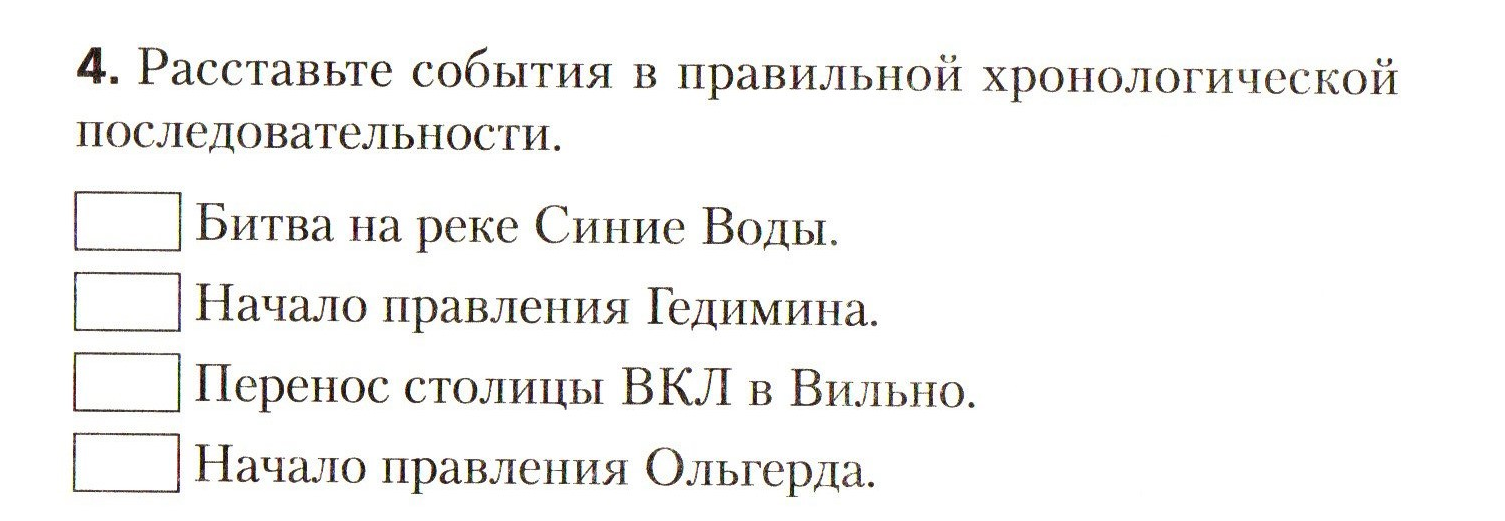 4. Расставьте события в правильной хронологической
последовательности.
Битва на реке Синие Воды.
Начало правления Гедимина.
Перенос столицы ВКЛ в Вильно.
Начало правления Ольгерда.